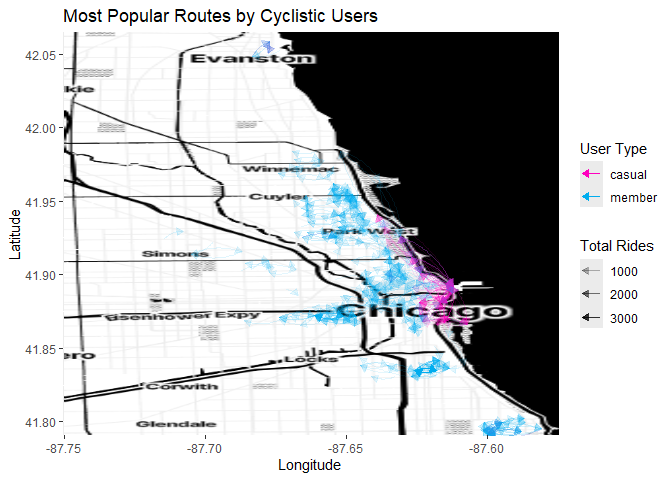 Most Popular Routes by Cyclistic Users
42.05
42.00
41.95
41.90
41.85
41.80
Latitude
-87.75
-87.70
-87.65
-87.60
Longitude
Evanston
kie
Winnemac
Cuyler
Park West
Simons
Chicago
Eisenhower Expy
Locks
ero
Corwith
Glendale
User Type
casual
member
Total Rides
1000
2000
3000